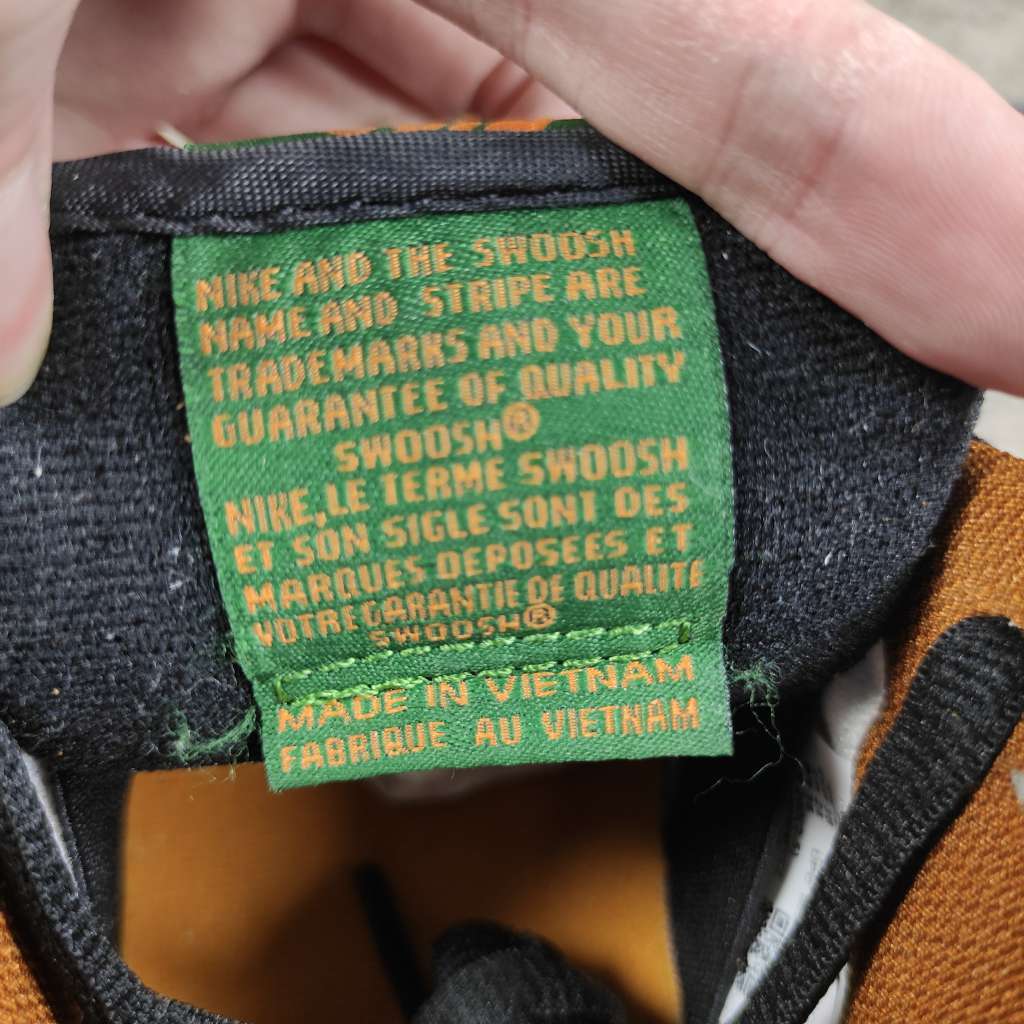 NIKE AND THE SWOOSH
NAME AND STRIPE ARE
TRADEMARKS AND YOUR
GUARANTEE OF QUALITY
SWOOSH®
NIKE, LE TERME SWOOSH
ET SON SIGLE SONT DES
MARQUES DEPOSEES ET
VOTRE GARANTIE DE QUALITE
SWOOSH®
MADE IN VIETNAM
FABRIQUE AU VIETNAM